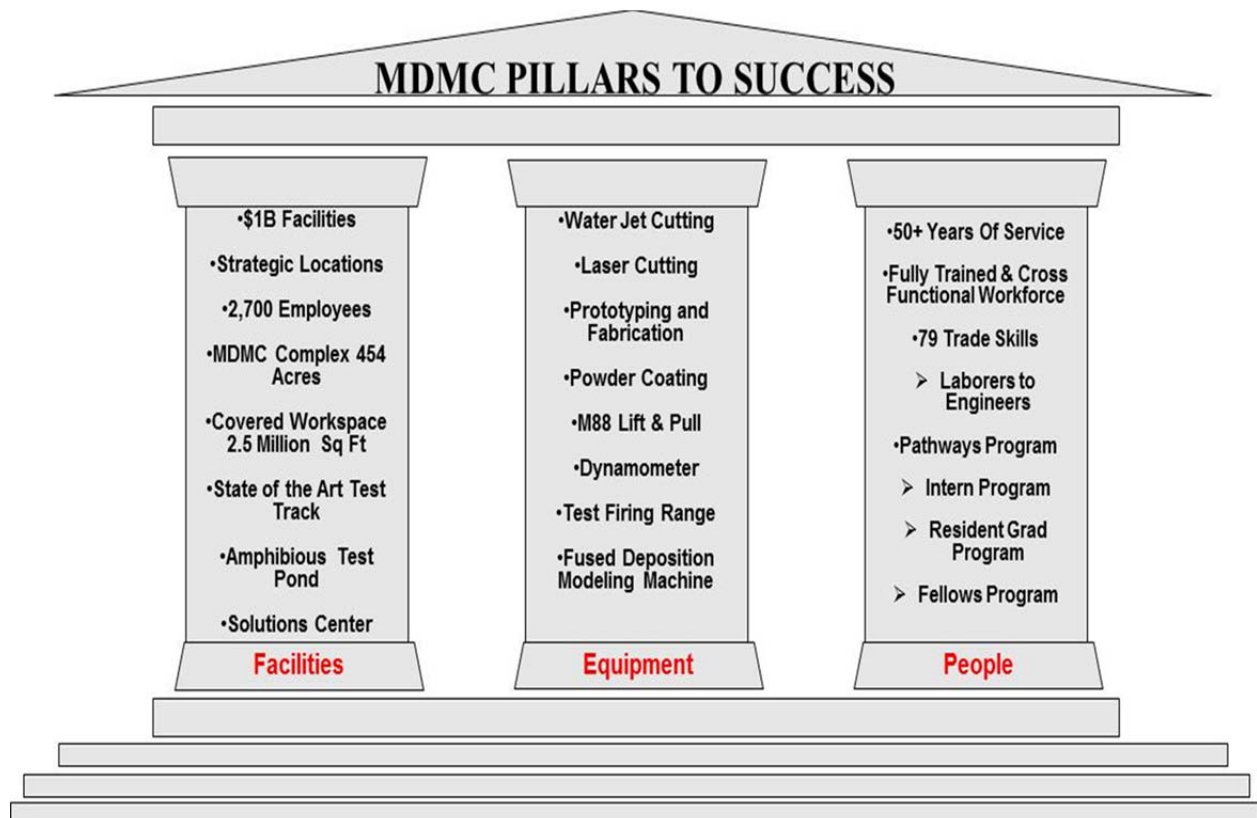 MDMC PILLARS TO SUCCESS
•$1B Facilities
•Strategic Locations
•2,700 Employees
•MDMC Complex 454
Acres
•Covered Workspace
2.5 Million Sq Ft
•State of the Art Test
Track
•Amphibious Test
Pond
•Solutions Center
Facilities
•Water Jet Cutting
•Laser Cutting
•Prototyping and
Fabrication
•Powder Coating
•M88 Lift & Pull
•Dynamometer
•Test Firing Range
•Fused Deposition
Modeling Machine
Equipment
•50+ Years Of Service
•Fully Trained & Cross
Functional Workforce
•79 Trade Skills
➢ Laborers to
Engineers
•Pathways Program
➢ Intern Program
➢ Resident Grad
Program
➢ Fellows Program
People